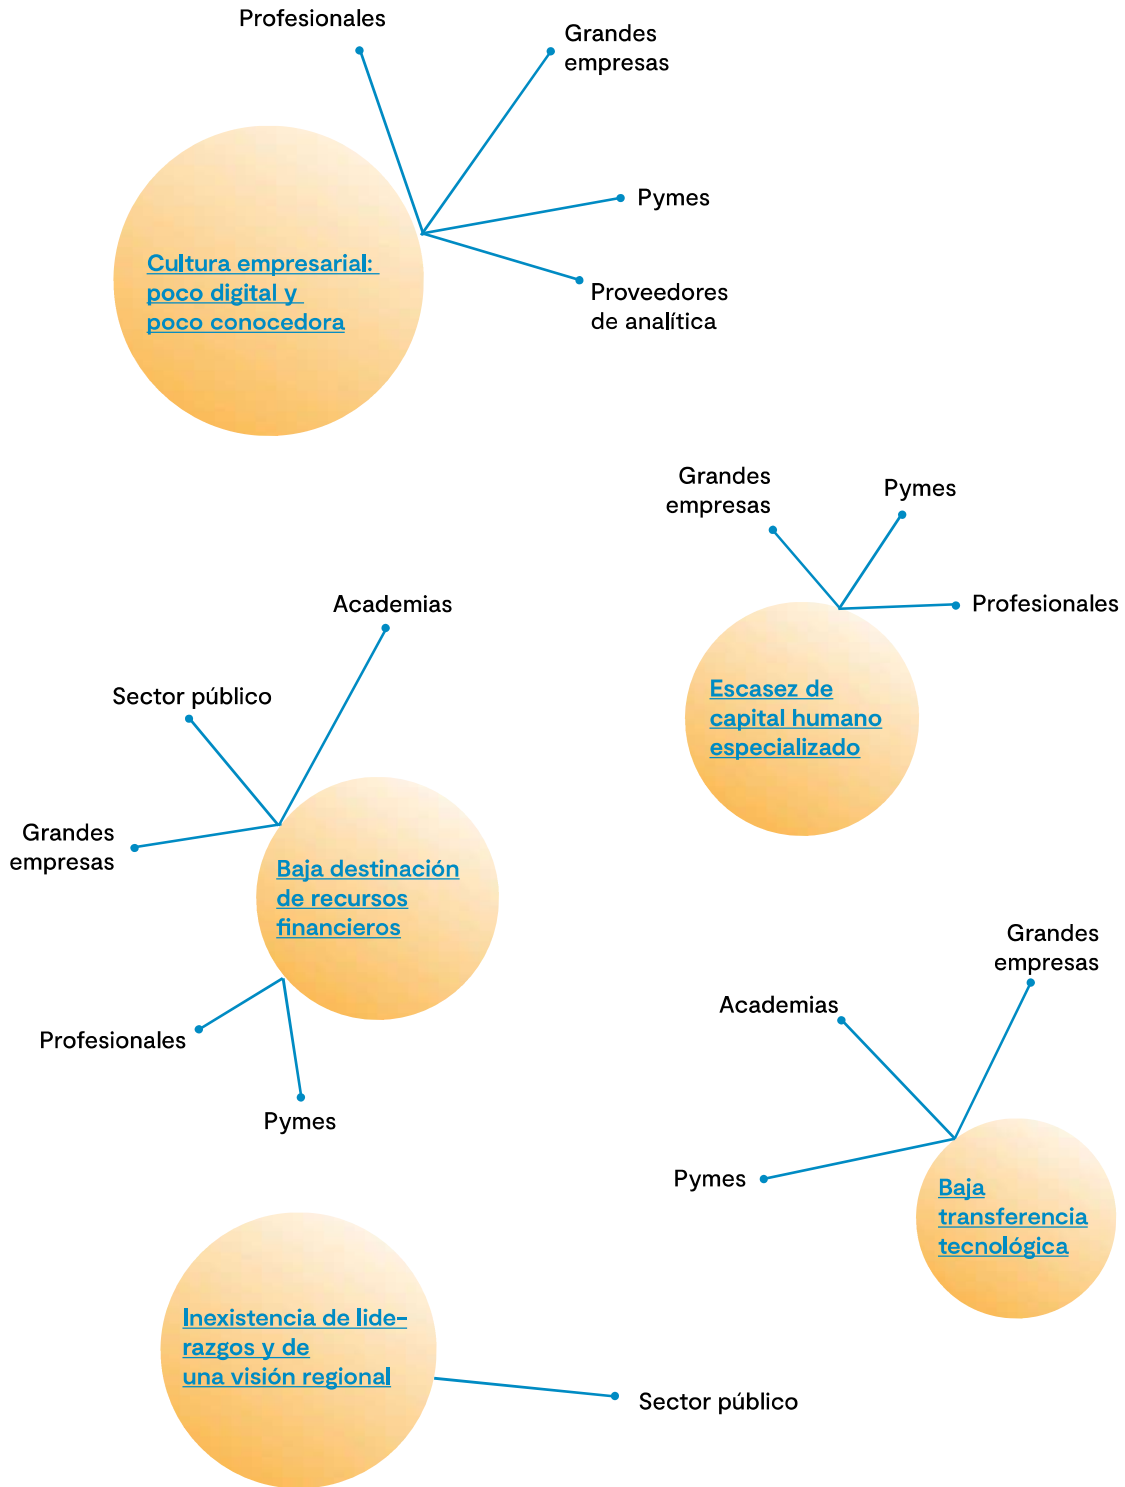 Profesionales
Grandes
empresas
Pymes
Cultura empresarial:
poco digital y
poco conocedora
Proveedores
de analítica
Grandes
empresas
Pymes
Profesionales
Escasez de
capital humano
especializado
Academias
Sector público
Grandes
empresas
Baja destinación
de recursos
financieros
Profesionales
Pymes
Grandes
empresas
Academias
Pymes
Baja
transferencia
tecnológica
Inexistencia de lide-
razgos y de
una visión regional
Sector público